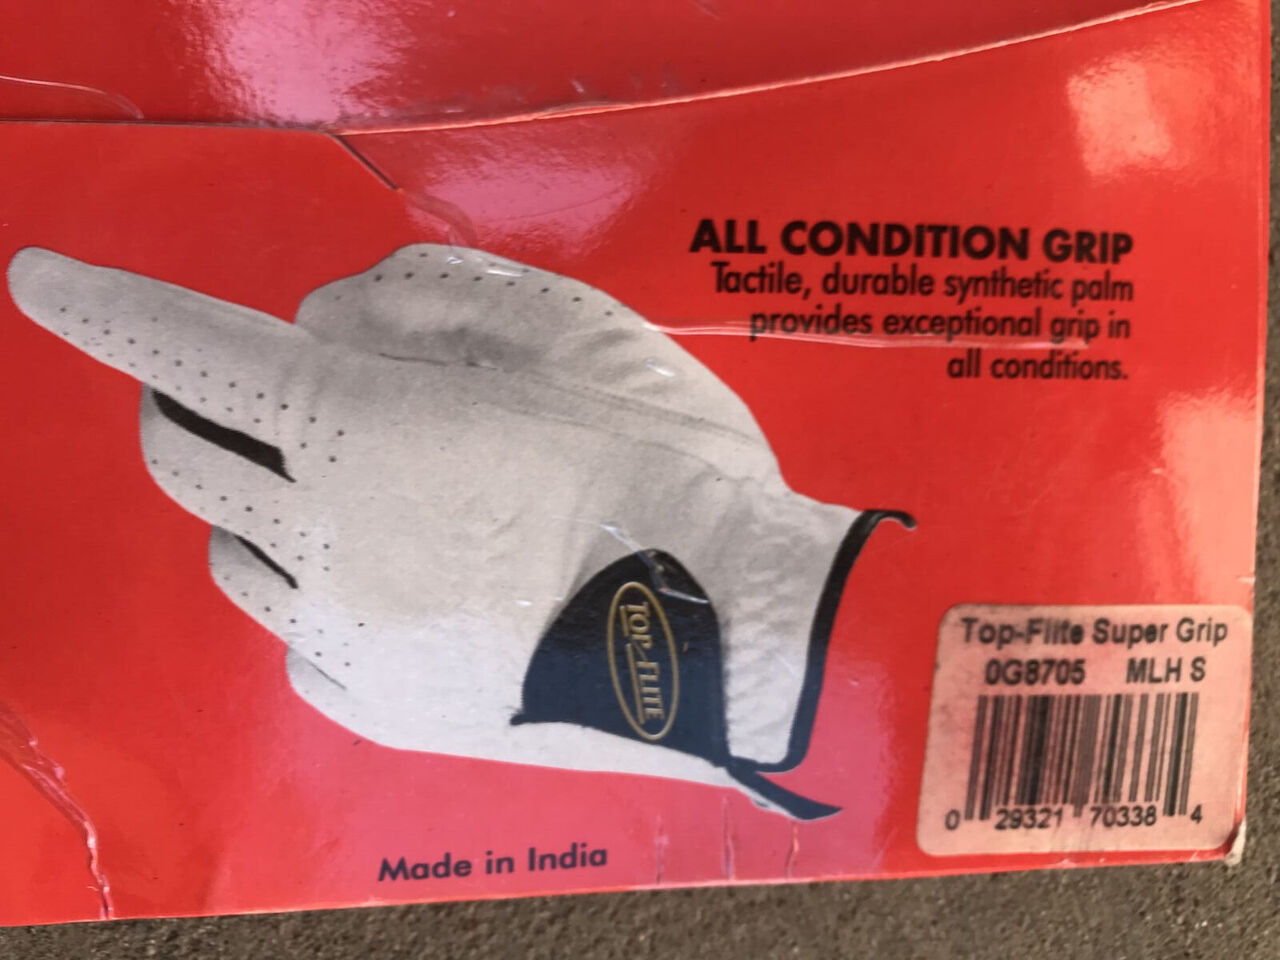 ALL CONDITION GRIP
Tactile, durable synthetic palm
provides exceptional grip in
all conditions.
TOP-FLITE
Top-Flite Super Grip
0G8705 MLH S
0 29321 70338 4
Made in India